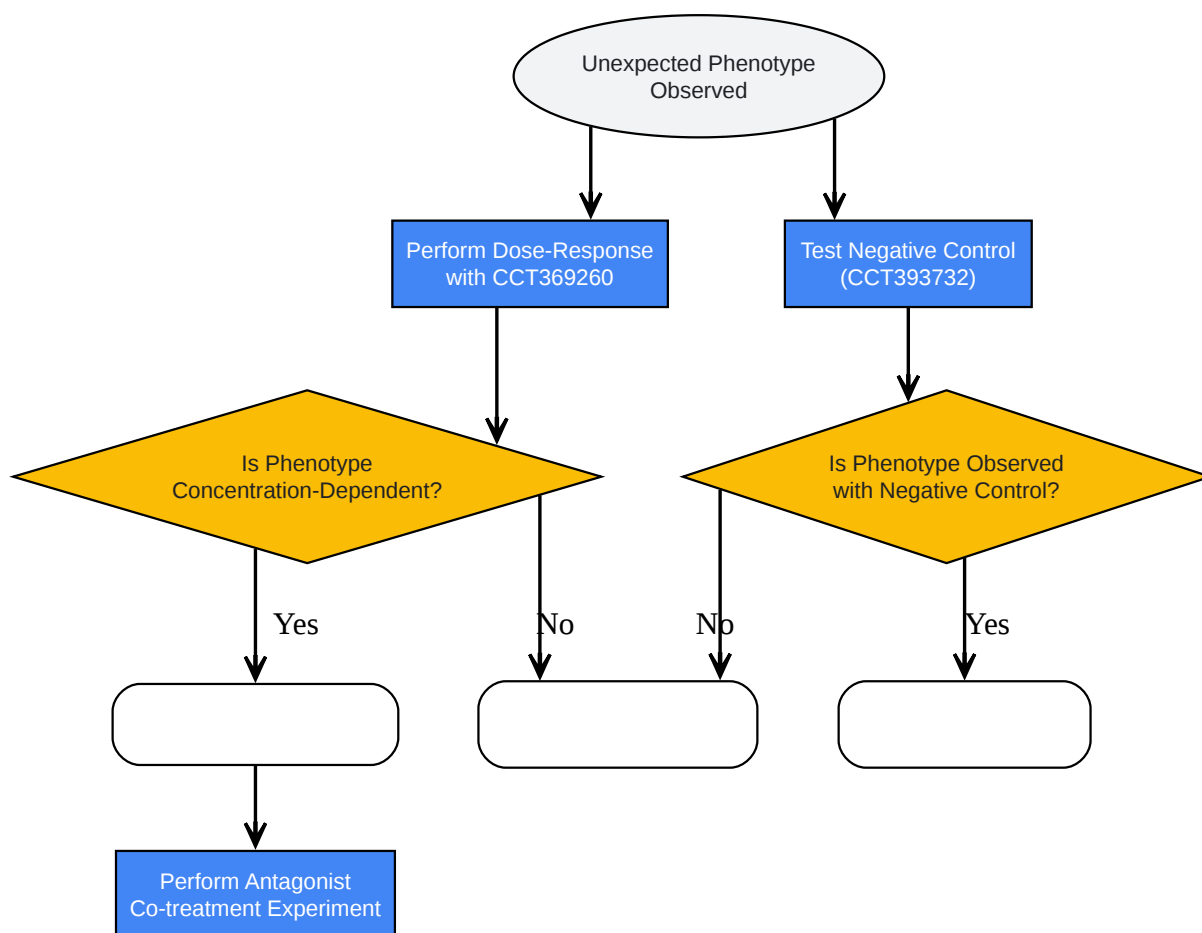 Unexpected Phenotype
Observed
Perform Dose-Response
with CCT369260
Test Negative Control
(CCT393732)
Is Phenotype
Concentration-Dependent?
Is Phenotype Observed
with Negative Control?
Yes
No
No
Yes
Perform Antagonist
Co-treatment Experiment